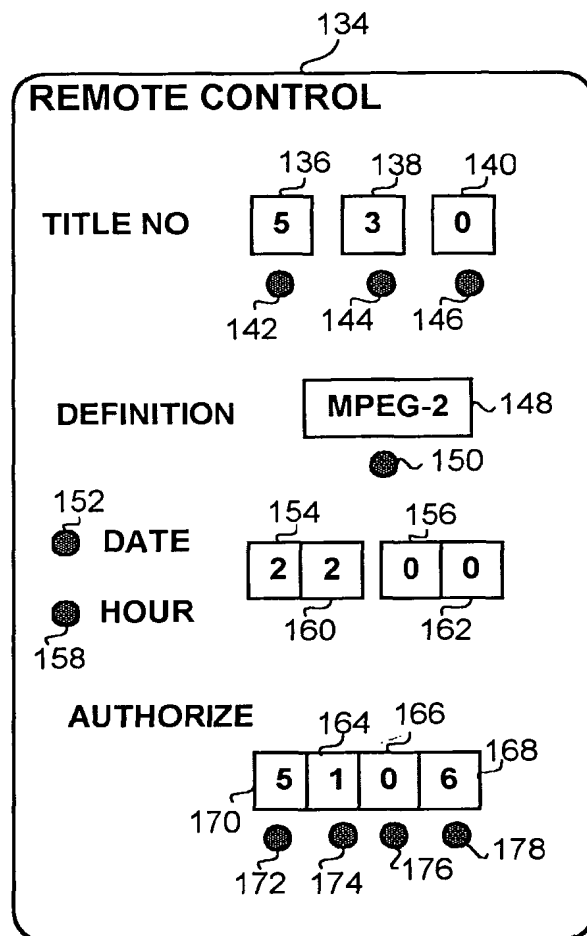 134
REMOTE CONTROL
136 138 140
TITLE NO 5 3 0
142 144 146
DEFINITION MPEG-2 148
150
152 154 156
DATE 2 2 0 0
HOUR 160 162
158
AUTHORIZE 164 166
5 1 0 6 168
170
172 174 176 178